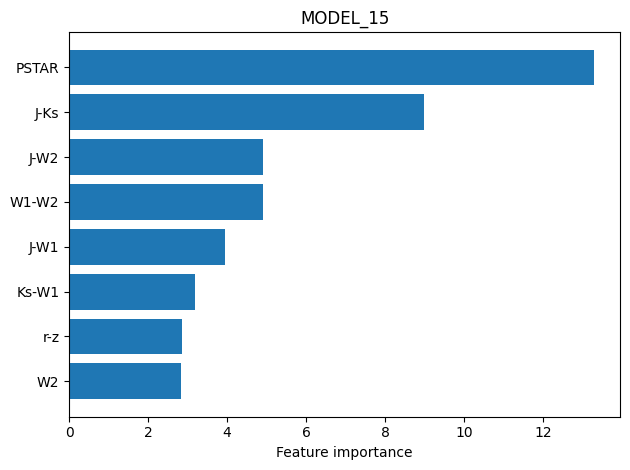 MODEL_15
PSTAR
J-Ks
J-W2
W1-W2
J-W1
Ks-W1
r-z
W2
0 2 4 6 8 10 12
Feature importance